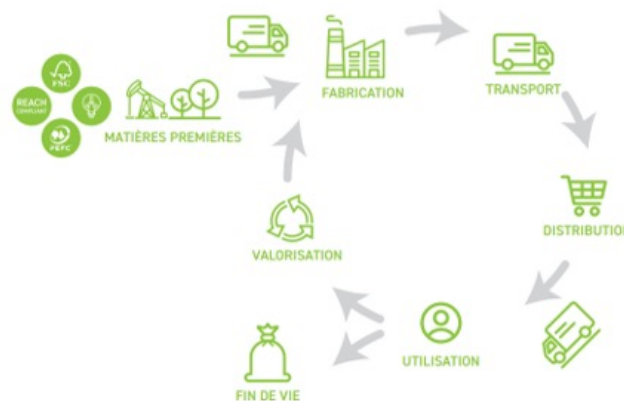 FSC
REACH
COMPLIANT
PEFC
MATIÈRES PREMIÈRES
FABRICATION
TRANSPORT
DISTRIBUTION
VALORISATION
UTILISATION
FIN DE VIE